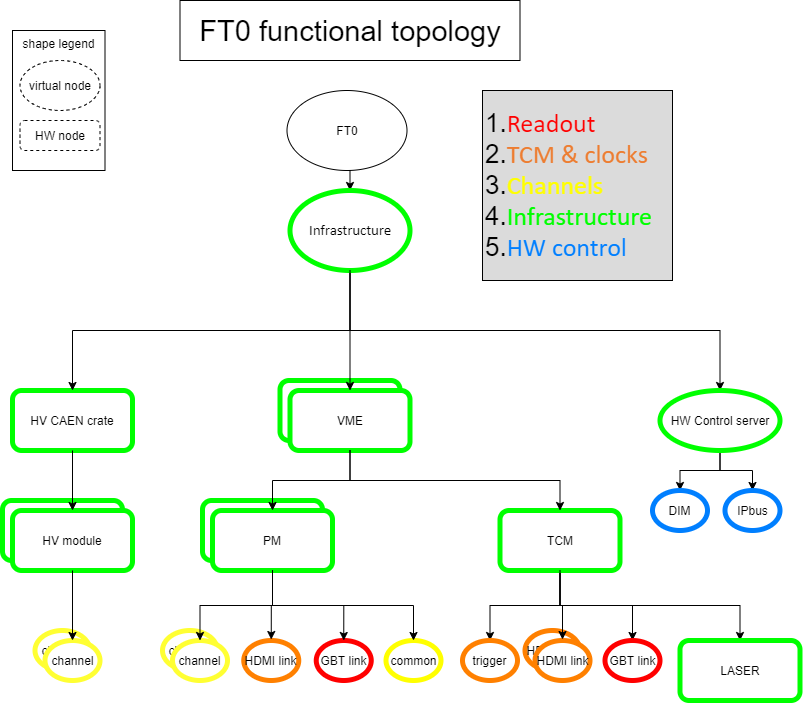 FT0 functional topology
shape legend
virtual node
HW node
FT0
1.Readout
2.TCM & clocks
3.Channels
4.Infrastructure
5.HW control
Infrastructure
HV CAEN crate
VME
HW Control server
DIM
IPbus
HV module
PM
TCM
channel
channel
HDMI link
GBT link
common
trigger
HDMI link
GBT link
LASER